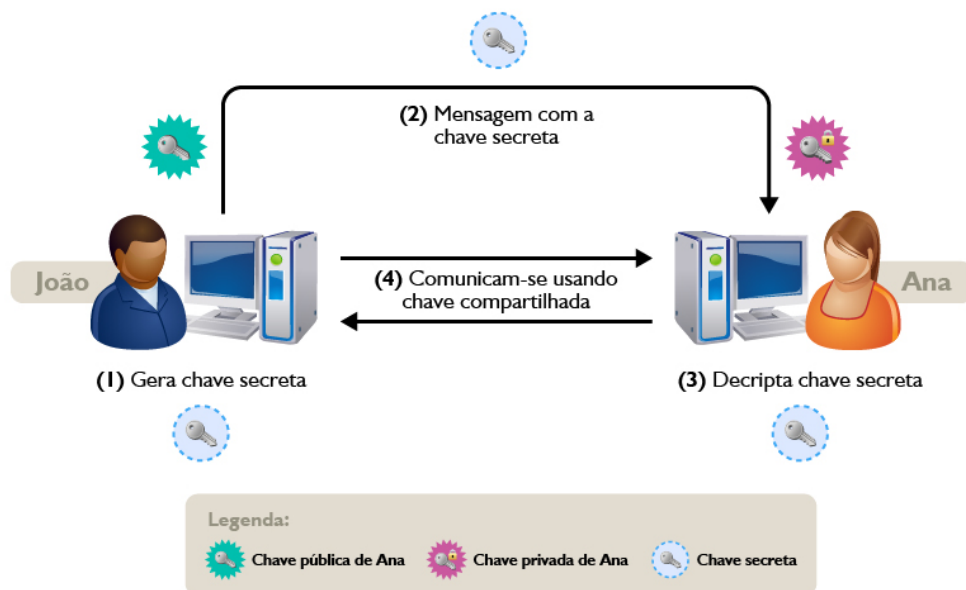 (2) Mensagem com a
chave secreta
João
(4) Comunicam-se usando
chave compartilhada
Ana
(1) Gera chave secreta
(3) Decripta chave secreta
Legenda:
Chave pública de Ana
Chave privada de Ana
Chave secreta